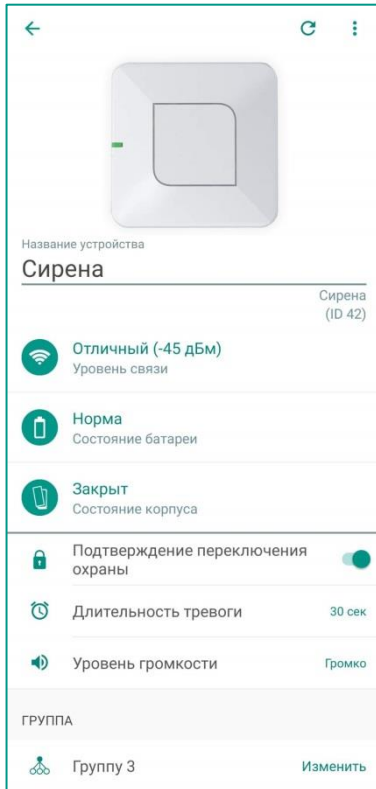 Название устройства
Сирена
Сирена
(ID 42)
Отличный (-45 дБм)
Уровень связи
Норма
Состояние батареи
Закрыт
Состояние корпуса
Подтверждение переключения
охраны
Длительность тревоги 30 сек
Уровень громкости Громко
ГРУППА
Группу 3 Изменить